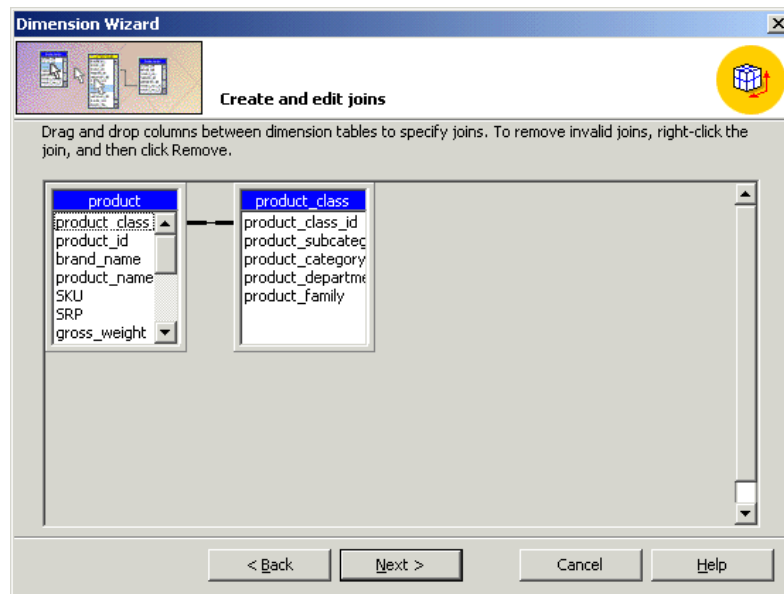 Dimension Wizard
Create and edit joins
Drag and drop columns between dimension tables to specify joins. To remove invalid joins, right-click the
join, and then click Remove.
product
product_class
product_id
brand_name
product_name
SKU
SRP
gross_weight
product_class
product_class_id
product_subcateg
product_category
product_departme
product_family
< Back
Next >
Cancel
Help